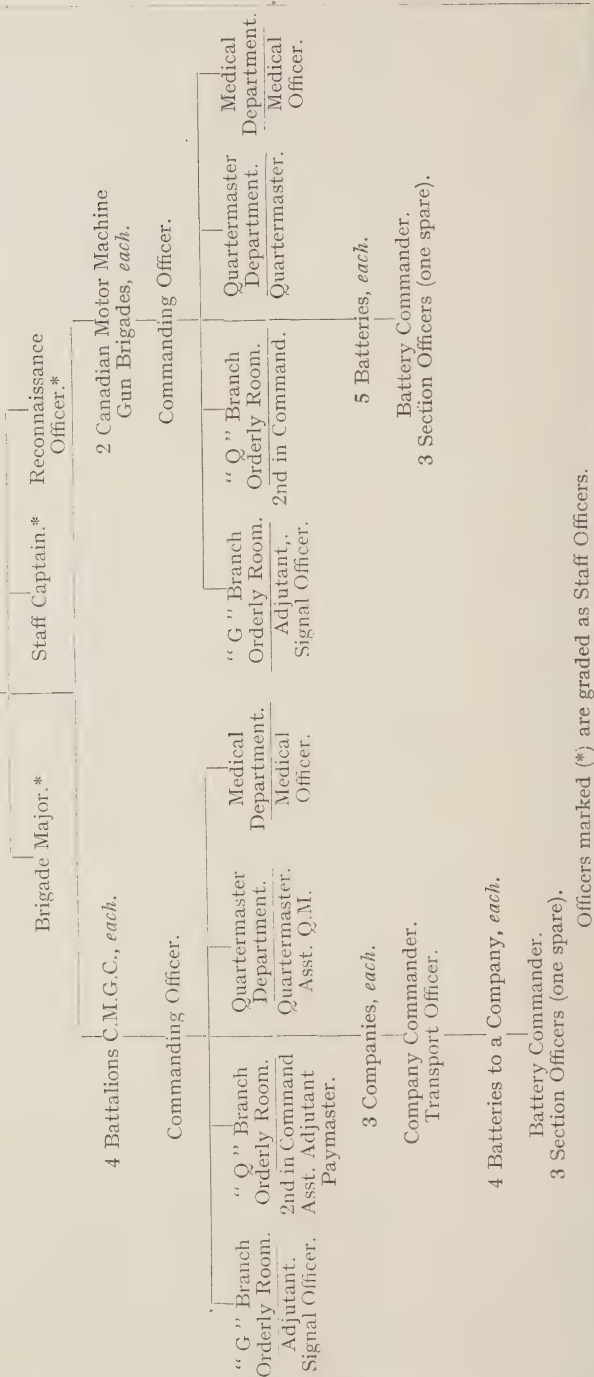 Brigade Major.*
Staff Captain.*
Reconnaissance
Officer.*
4 Battalions C.M.G.C., each.
Commanding Officer.
“ G ” Branch
Orderly Room.
Adjutant.
Signal Officer.
“ Q ” Branch
Orderly Room.
2nd in Command
Asst. Adjutant
Paymaster.
Quartermaster
Department.
Quartermaster.
Asst. Q.M.
Medical
Department.
Medical
Officer.
3 Companies, each.
Company Commander.
Transport Officer.
4 Batteries to a Company, each.
Battery Commander.
3 Section Officers (one spare).
2 Canadian Motor Machine
Gun Brigades, each.
Commanding Officer.
“ G ” Branch
Orderly Room.
Adjutant,.
Signal Officer.
“ Q ” Branch
Orderly Room.
2nd in Command.
Quartermaster
Department.
Quartermaster.
Medical
Department.
Medical
Officer.
5 Batteries, each.
Battery Commander.
3 Section Officers (one spare).
Officers marked (*) are graded as Staff Officers.